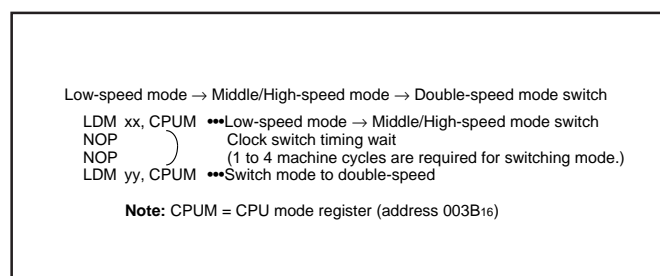 Low-speed mode → Middle/High-speed mode → Double-speed mode switch
LDM xx, CPUM •••Low-speed mode → Middle/High-speed mode switch
NOP Clock switch timing wait
NOP (1 to 4 machine cycles are required for switching mode.)
LDM yy, CPUM •••Switch mode to double-speed
Note: CPUM = CPU mode register (address 003B16)